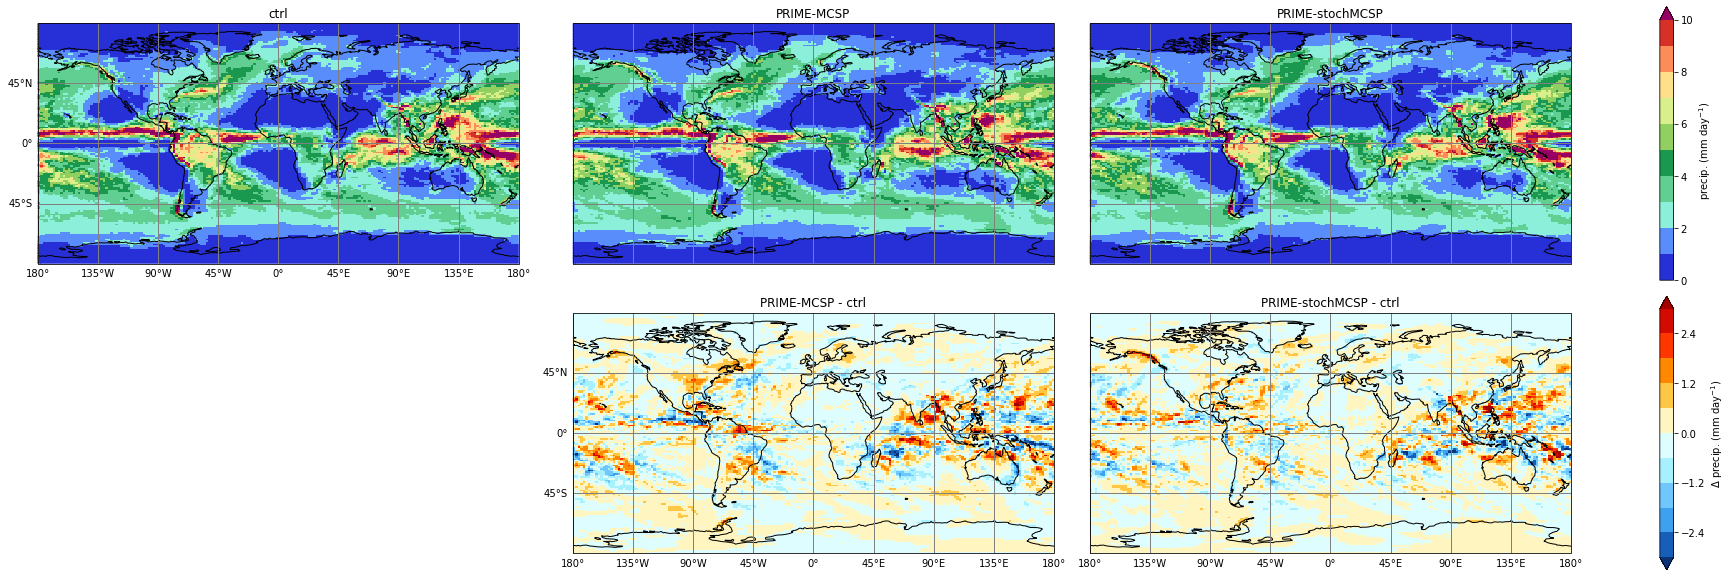 ctrl
PRIME-MCSP
PRIME-stochMCSP
45°N
0°
45°S
180°
135°W
90°W
45°W
0°
45°E
90°E
135°E
180°
10
8
6
4
2
0
precip. (mm day⁻¹)
PRIME-MCSP - ctrl
PRIME-stochMCSP - ctrl
45°N
0°
45°S
180°
135°W
90°W
45°W
0°
45°E
90°E
135°E
180°
180°
135°W
90°W
45°W
0°
45°E
90°E
135°E
180°
2.4
1.2
0.0
−1.2
−2.4
Δ precip. (mm day⁻¹)